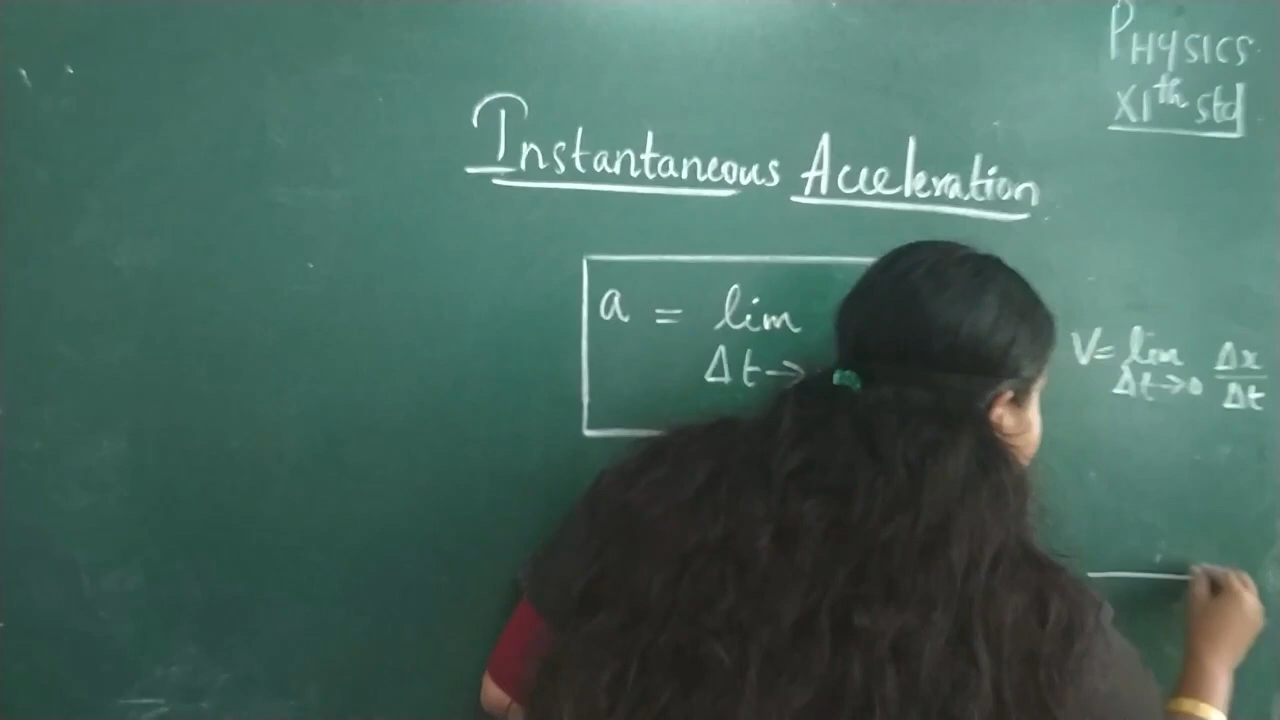 PHYSICS
XIth std
Instantaneous Acceleration
a = lim
Δt→
V= lim Δx
Δt→0 Δt